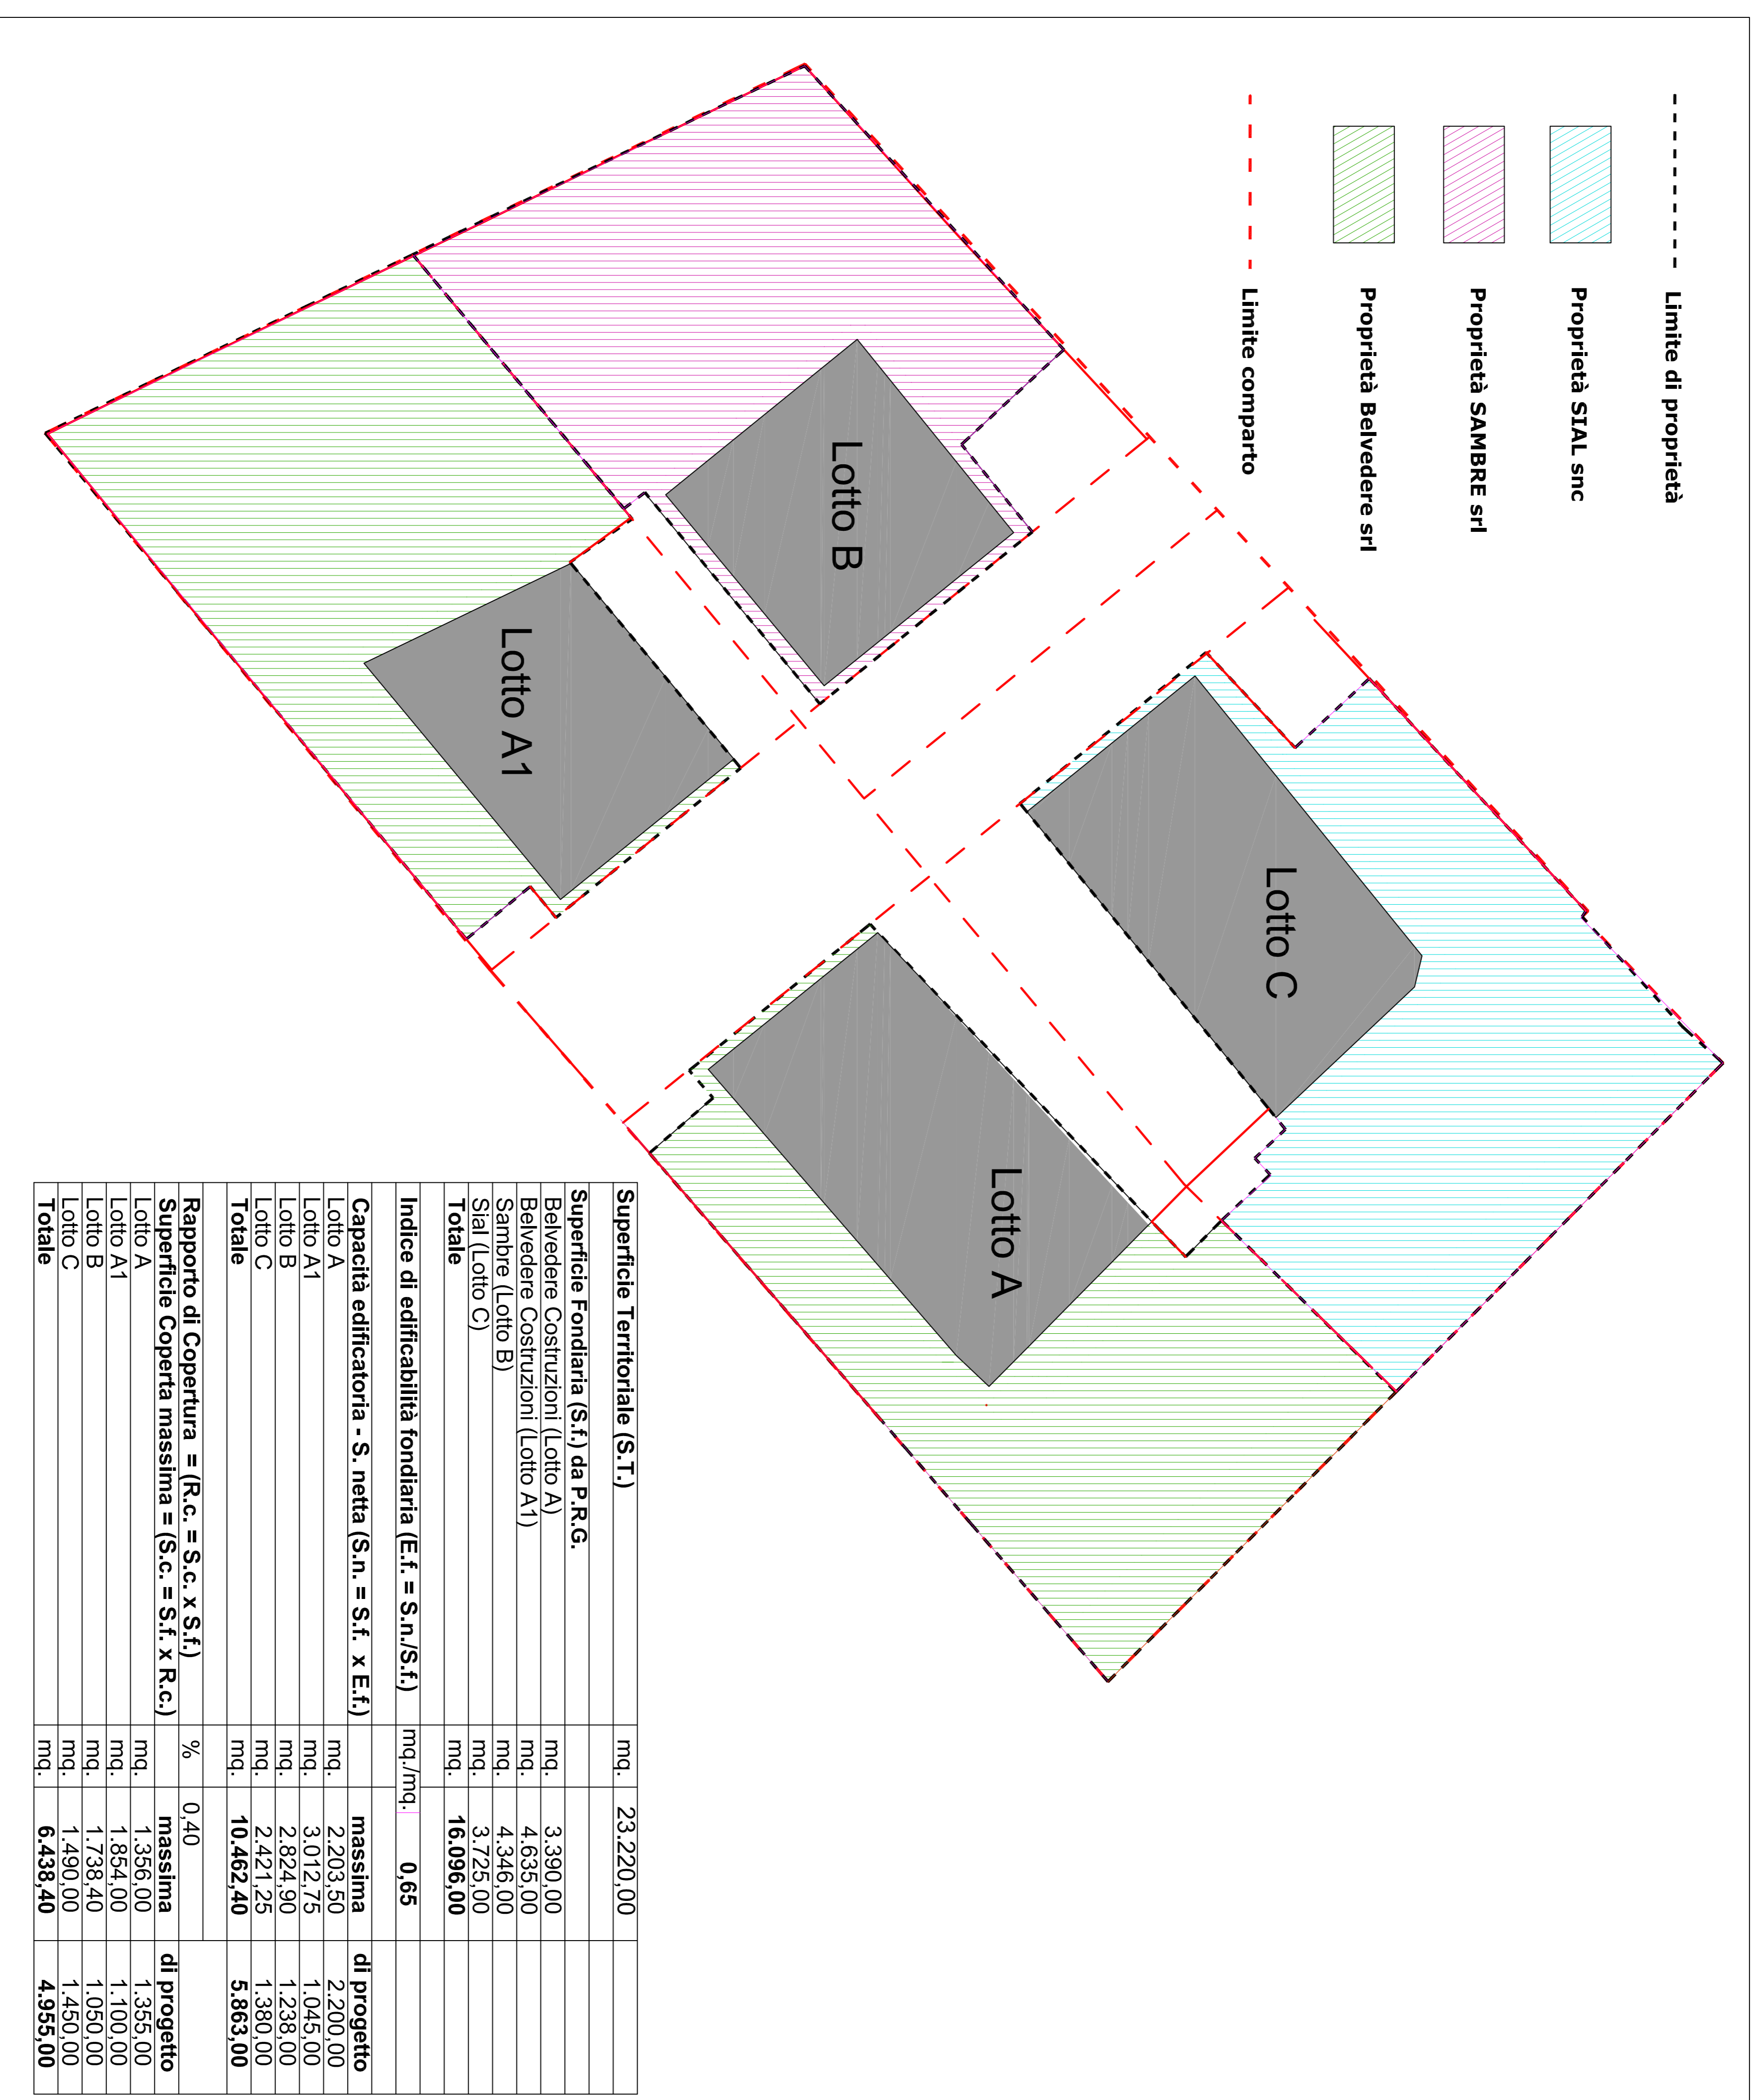 Limite di proprietà
Proprietà SIAL snc
Proprietà SAMBRE srl
Proprietà Belvedere srl
Limite comparto
Lotto C
Lotto B
Lotto A
Lotto A1
Superficie Territoriale (S.T.) mq. 23.220,00
Superficie Fondiaria (S.f.) da P.R.G.
Belvedere Costruzioni (Lotto A) mq. 3.390,00
Belvedere Costruzioni (Lotto A1) mq. 4.635,00
Sambre (Lotto B) mq. 4.346,00
Sial (Lotto C) mq. 3.725,00
Totale mq. 16.096,00
Indice di edificabilità fondiaria (E.f. = S.n./S.f.) mq./mq. 0,65
Capacità edificatoria - S. netta (S.n. = S.f. x E.f.) massima di progetto
Lotto A mq. 2.203,50 2.200,00
Lotto A1 mq. 3.012,75 1.045,00
Lotto B mq. 2.824,90 1.238,00
Lotto C mq. 2.421,25 1.380,00
Totale mq. 10.462,40 5.863,00
Rapporto di Copertura = (R.c. = S.c. x S.f.) % 0,40
Superficie Coperta massima = (S.c. = S.f. x R.c.) massima di progetto
Lotto A mq. 1.356,00 1.355,00
Lotto A1 mq. 1.854,00 1.100,00
Lotto B mq. 1.738,40 1.050,00
Lotto C mq. 1.490,00 1.450,00
Totale mq. 6.438,40 4.955,00